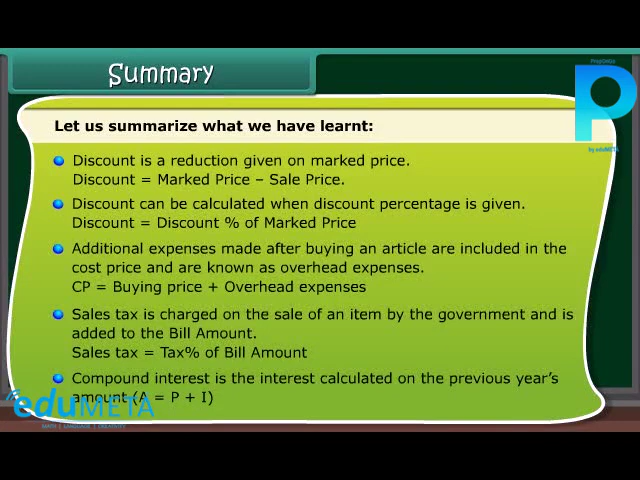 Summary
PrepOnGo
P
by eduMETA
Let us summarize what we have learnt:
Discount is a reduction given on marked price.
Discount = Marked Price – Sale Price.
Discount can be calculated when discount percentage is given.
Discount = Discount % of Marked Price
Additional expenses made after buying an article are included in the
cost price and are known as overhead expenses.
CP = Buying price + Overhead expenses
Sales tax is charged on the sale of an item by the government and is
added to the Bill Amount.
Sales tax = Tax% of Bill Amount
Compound interest is the interest calculated on the previous year's
amount (A = P + I)
eduMETA
MATH | LANGUAGE | CREATIVITY